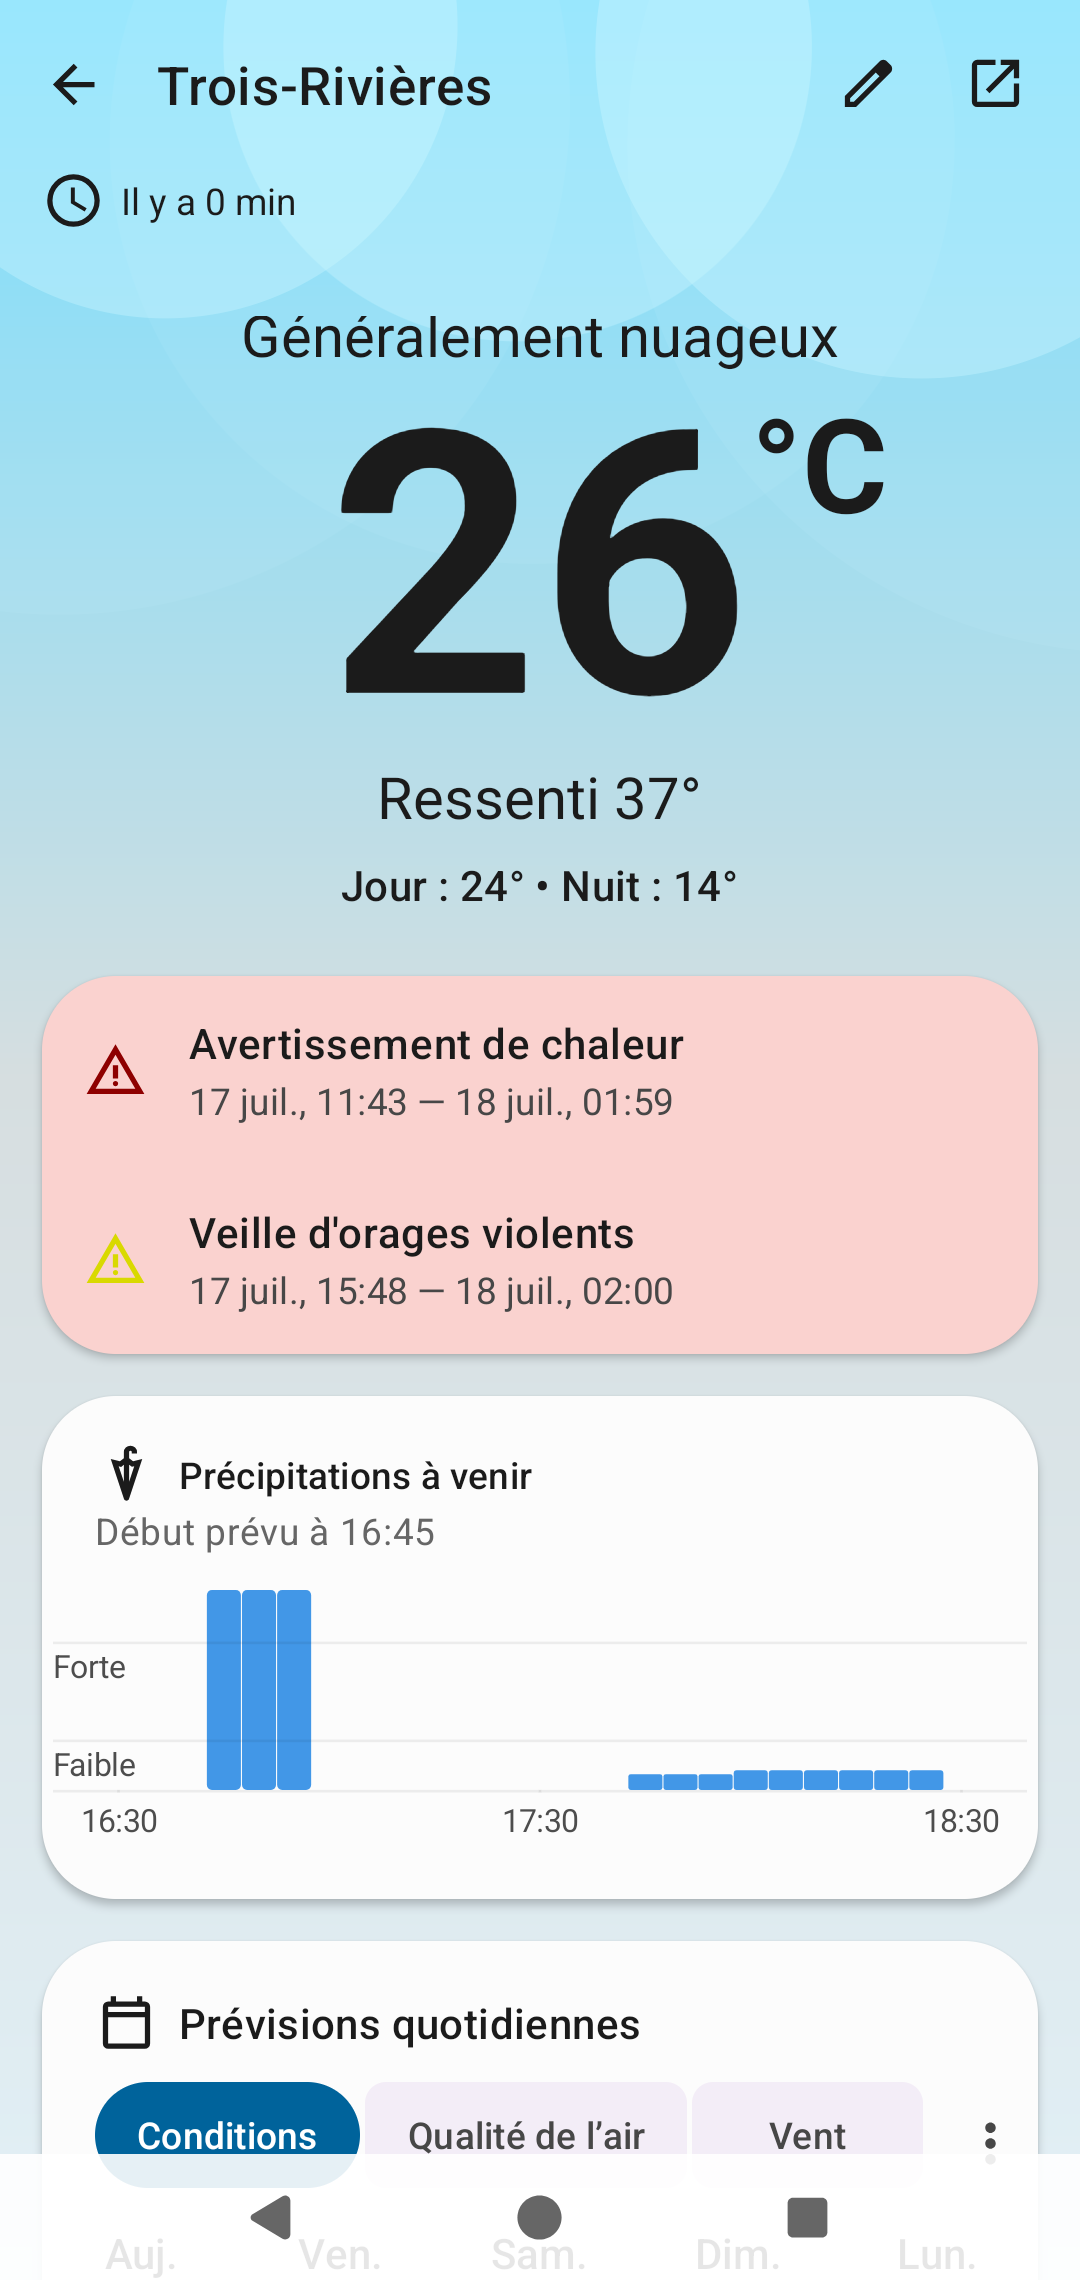 Trois-Rivières
Il y a 0 min
Généralement nuageux
26 °C
Ressenti 37°
Jour : 24° • Nuit : 14°
Avertissement de chaleur
17 juil., 11:43 — 18 juil., 01:59
Veille d'orages violents
17 juil., 15:48 — 18 juil., 02:00
Précipitations à venir
Début prévu à 16:45
Forte
Faible
16:30 17:30 18:30
Prévisions quotidiennes
Conditions Qualité de l’air Vent
Auj. Ven. Sam. Dim. Lun.